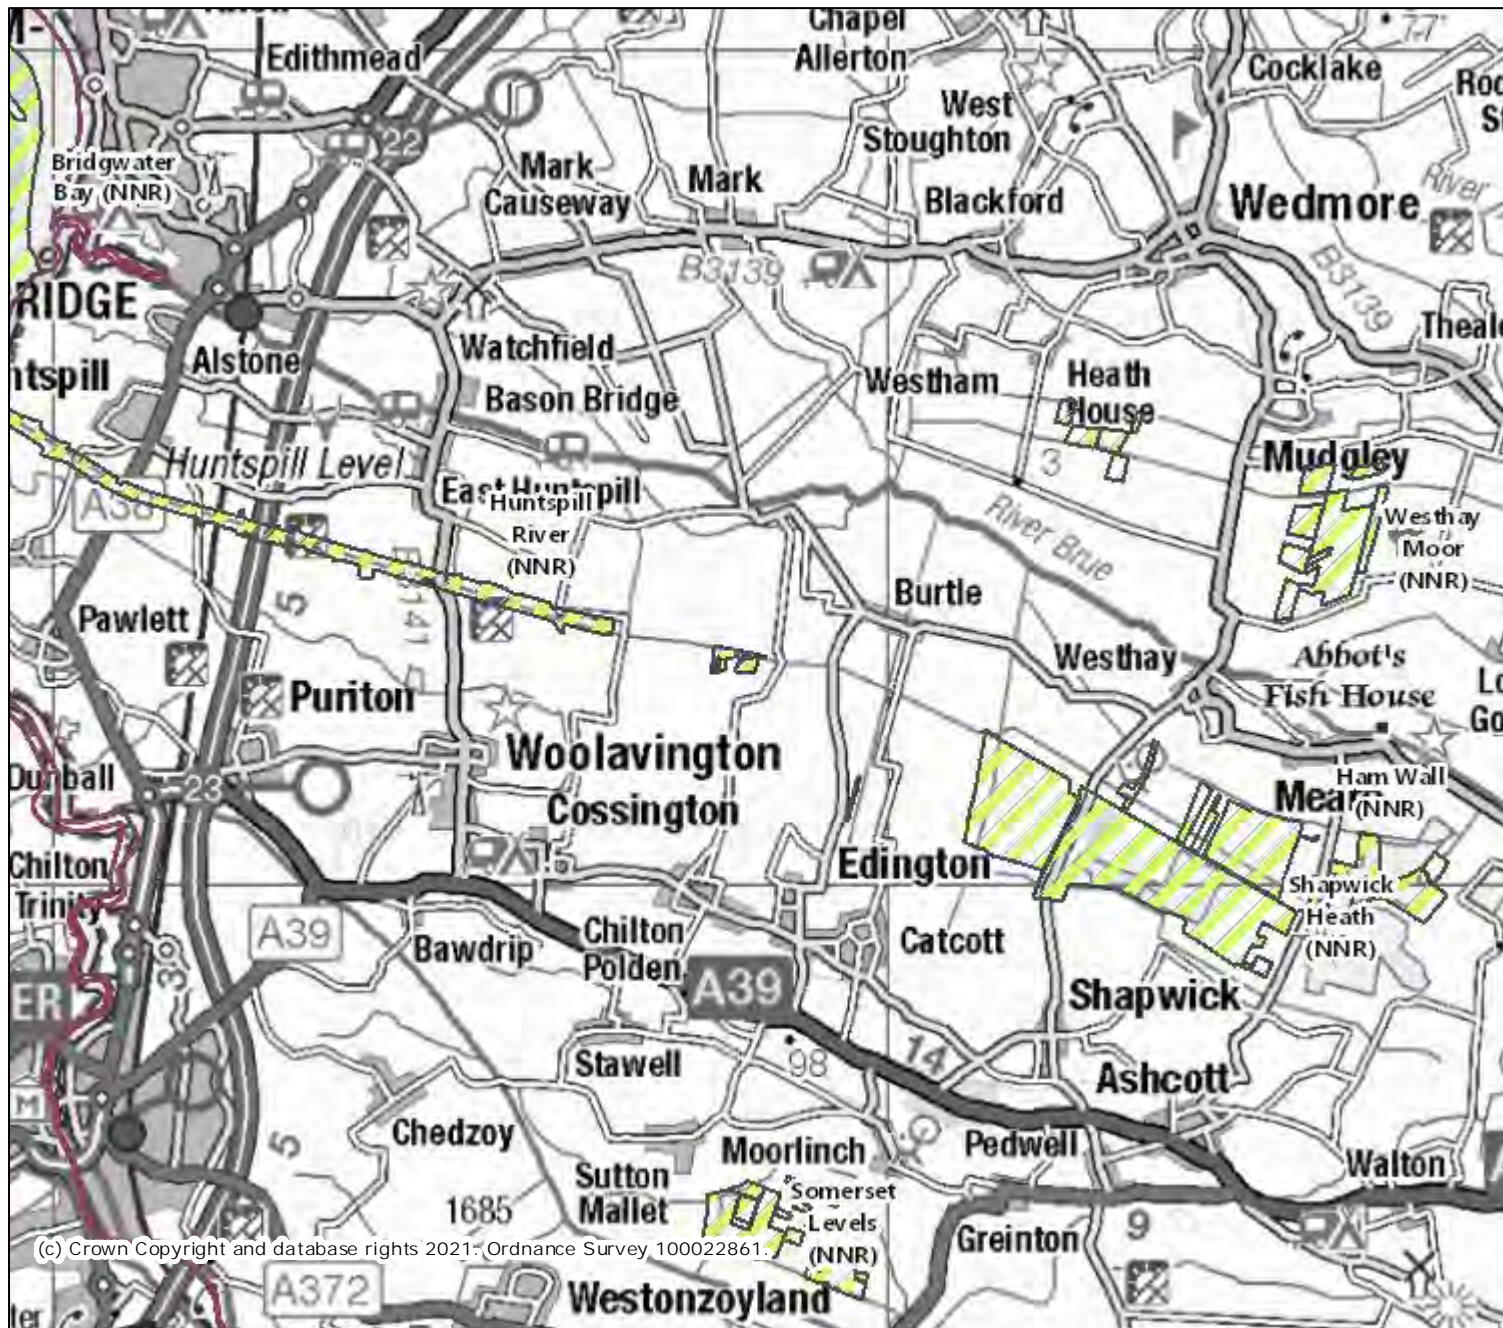 Chapel
Allerton
77
Edithmead
Cocklake
West
Stoughton
22
Bridgwater
Bay (NNR)
Mark
Causeway
Mark
Blackford
Wedmore
River
B3139
B3139
RIDGE
Alstone
Watchfield
Westham
Heath
House
ntspill
Bason Bridge
Huntspill Level
3
Mudgley
A38
East Huntspill
Huntspill
River
(NNR)
River Brue
Westhay
Moor
(NNR)
5
Pawlett
Burtle
Westhay
Abbot's
Fish House
Puriton
Woolavington
Cossington
Dunball
23
Ham Wall
(NNR)
Chilton
Trinity
Edington
Shapwick
Heath
(NNR)
A39
Bawdrip
Chilton
Polden
Catcott
A39
Shapwick
ER
Stawell
98
14
Ashcott
Chedzoy
5
Moorlinch
Pedwell
Walton
Sutton
Mallet
1685
Somerset
Levels
(NNR)
Greinton
9
(c) Crown Copyright and database rights 2021. Ordnance Survey 100022861.
A372
Westonzoyland